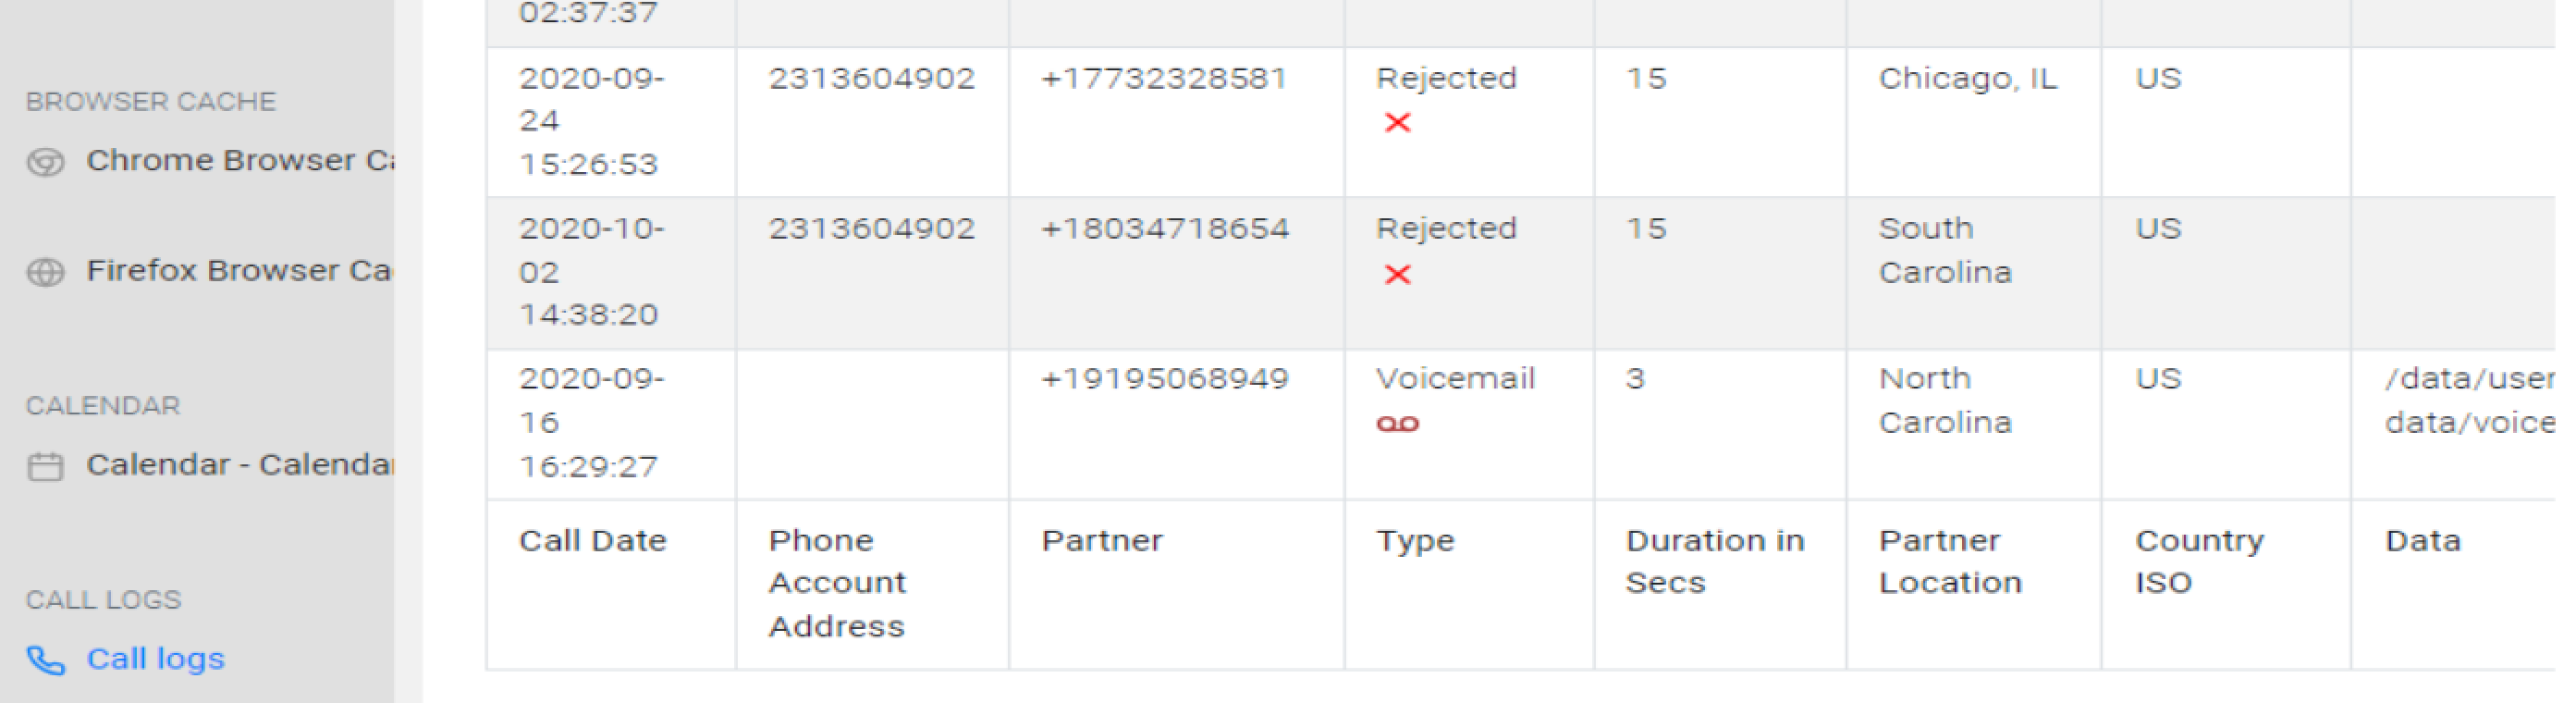 BROWSER CACHE
Chrome Browser Ca
Firefox Browser Ca
CALENDAR
Calendar - Calendar
CALL LOGS
Call logs
02:37:37
2020-09-
24
15:26:53
2313604902
+17732328581
Rejected
15
Chicago, IL
US
2020-10-
02
14:38:20
2313604902
+18034718654
Rejected
15
South
Carolina
US
2020-09-
16
16:29:27
+19195068949
Voicemail
3
North
Carolina
US
/data/user
data/voice
Call Date
Phone
Account
Address
Partner
Type
Duration in
Secs
Partner
Location
Country
ISO
Data